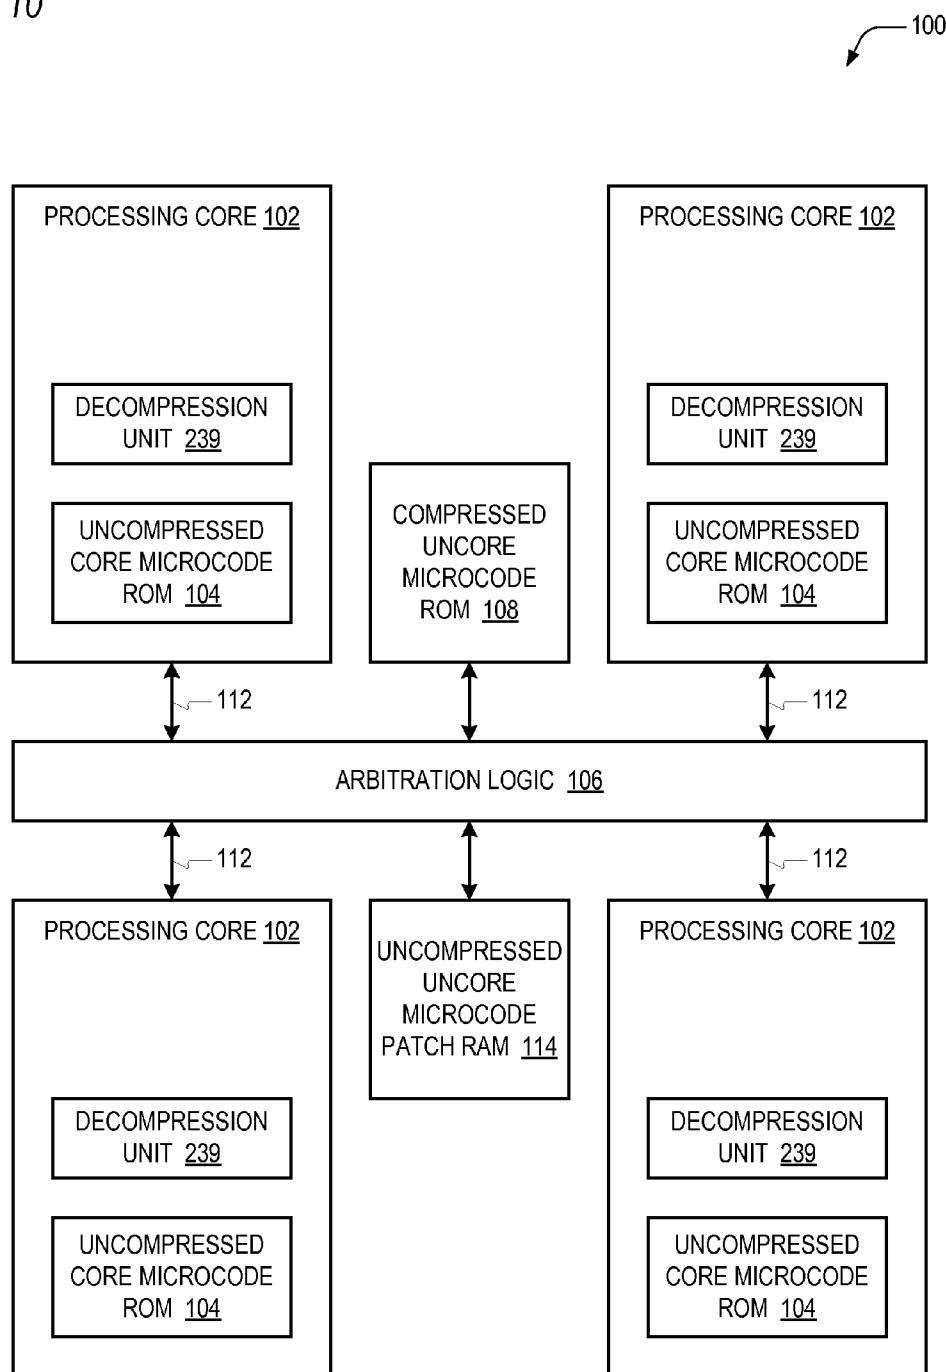 10
100
PROCESSING CORE 102
DECOMPRESSION
UNIT 239
UNCOMPRESSED
CORE MICROCODE
ROM 104
COMPRESSED
UNCORE
MICROCODE
ROM 108
PROCESSING CORE 102
DECOMPRESSION
UNIT 239
UNCOMPRESSED
CORE MICROCODE
ROM 104
112
112
ARBITRATION LOGIC 106
112
112
PROCESSING CORE 102
DECOMPRESSION
UNIT 239
UNCOMPRESSED
CORE MICROCODE
ROM 104
UNCOMPRESSED
UNCORE
MICROCODE
PATCH RAM 114
PROCESSING CORE 102
DECOMPRESSION
UNIT 239
UNCOMPRESSED
CORE MICROCODE
ROM 104